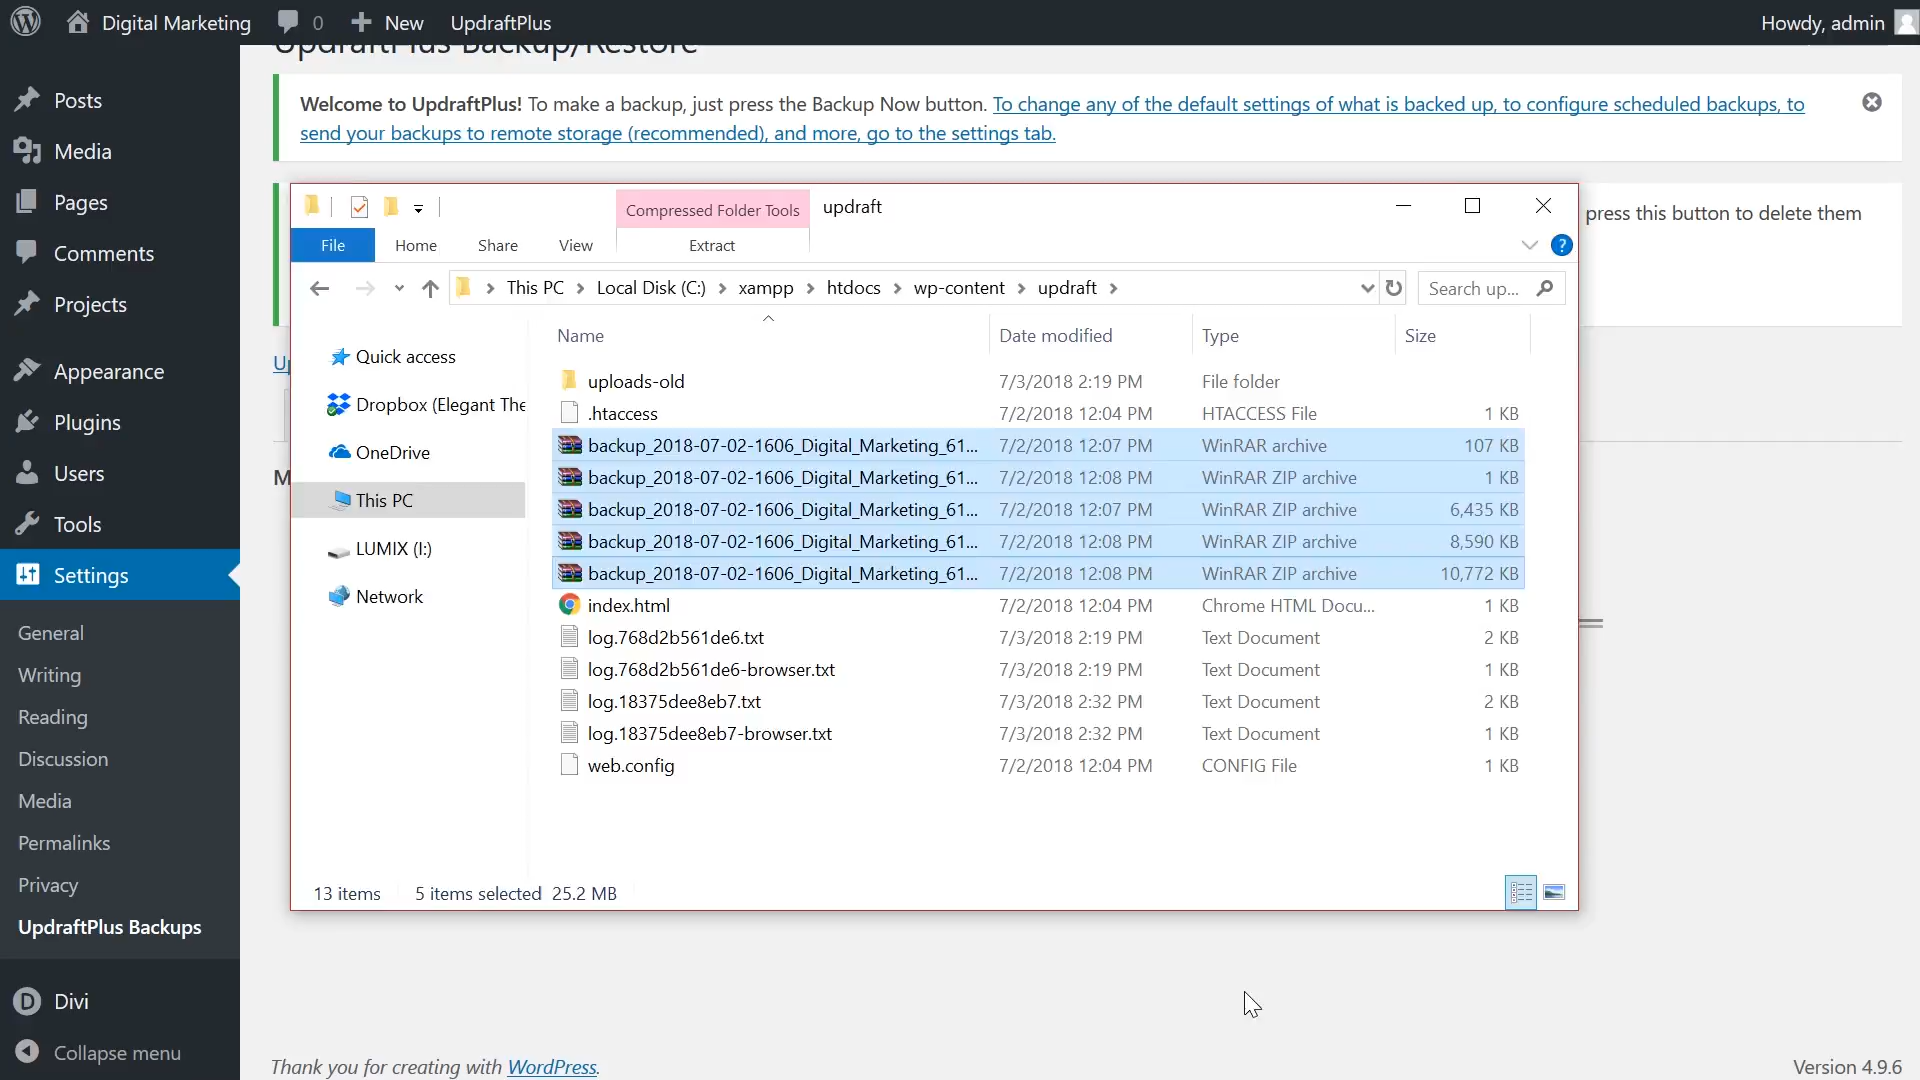 Digital Marketing
0
New
UpdraftPlus
Howdy, admin
UpdraftPlus Backup/Restore
Posts
Media
Pages
Comments
Projects
Appearance
Plugins
Users
Tools
Settings
General
Writing
Reading
Discussion
Media
Permalinks
Privacy
UpdraftPlus Backups
Divi
Collapse menu
Welcome to UpdraftPlus! To make a backup, just press the Backup Now button. To change any of the default settings of what is backed up, to configure scheduled backups, to
send your backups to remote storage (recommended), and more, go to the settings tab.
press this button to delete them
Up
M
Compressed Folder Tools
updraft
File
Home
Share
View
Extract
?
This PC > Local Disk (C:) > xampp > htdocs > wp-content > updraft >
Search up...
Quick access
Dropbox (Elegant The
OneDrive
This PC
LUMIX (I:)
Network
Name Date modified Type Size
uploads-old 7/3/2018 2:19 PM File folder
.htaccess 7/2/2018 12:04 PM HTACCESS File 1 KB
backup_2018-07-02-1606_Digital_Marketing_61... 7/2/2018 12:07 PM WinRAR archive 107 KB
backup_2018-07-02-1606_Digital_Marketing_61... 7/2/2018 12:08 PM WinRAR ZIP archive 1 KB
backup_2018-07-02-1606_Digital_Marketing_61... 7/2/2018 12:07 PM WinRAR ZIP archive 6,435 KB
backup_2018-07-02-1606_Digital_Marketing_61... 7/2/2018 12:08 PM WinRAR ZIP archive 8,590 KB
backup_2018-07-02-1606_Digital_Marketing_61... 7/2/2018 12:08 PM WinRAR ZIP archive 10,772 KB
index.html 7/2/2018 12:04 PM Chrome HTML Docu... 1 KB
log.768d2b561de6.txt 7/3/2018 2:19 PM Text Document 2 KB
log.768d2b561de6-browser.txt 7/3/2018 2:19 PM Text Document 1 KB
log.18375dee8eb7.txt 7/3/2018 2:32 PM Text Document 2 KB
log.18375dee8eb7-browser.txt 7/3/2018 2:32 PM Text Document 1 KB
web.config 7/2/2018 12:04 PM CONFIG File 1 KB
13 items 5 items selected 25.2 MB
Thank you for creating with WordPress.
Version 4.9.6